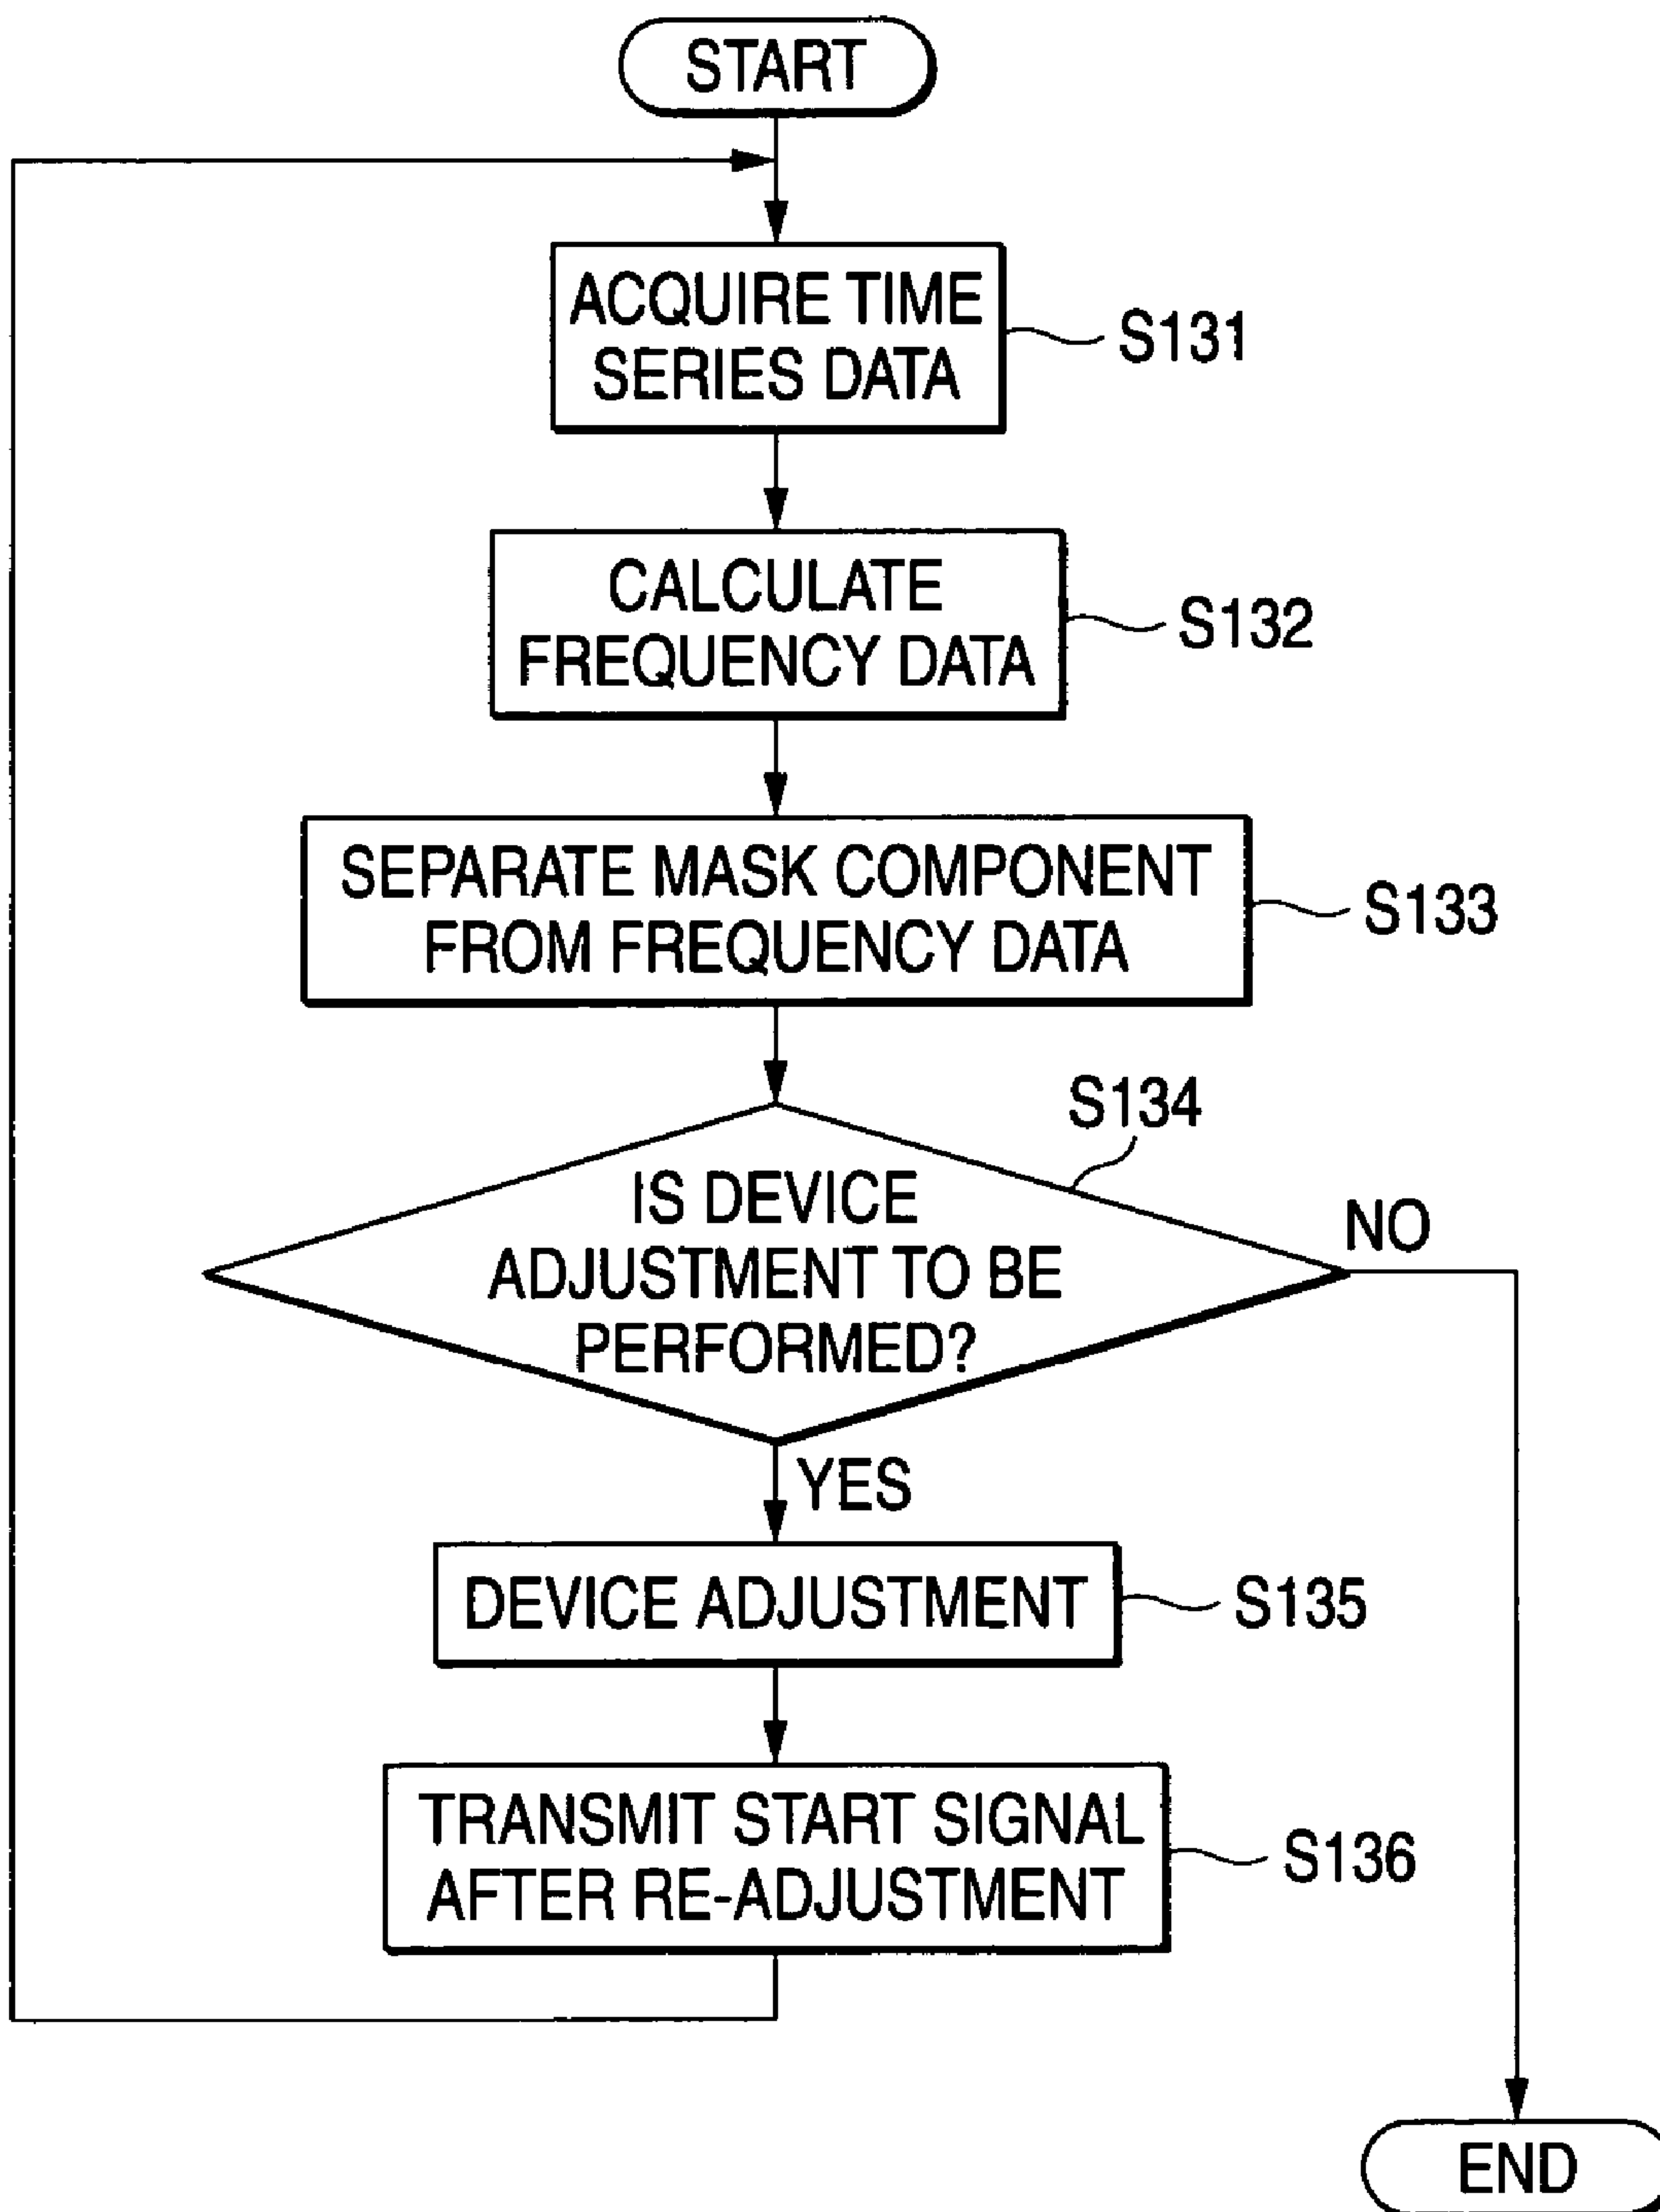 START
ACQUIRE TIME
SERIES DATA
S131
CALCULATE
FREQUENCY DATA
S132
SEPARATE MASK COMPONENT
FROM FREQUENCY DATA
S133
S134
IS DEVICE
ADJUSTMENT TO BE
PERFORMED?
NO
YES
DEVICE ADJUSTMENT
S135
TRANSMIT START SIGNAL
AFTER RE-ADJUSTMENT
S136
END